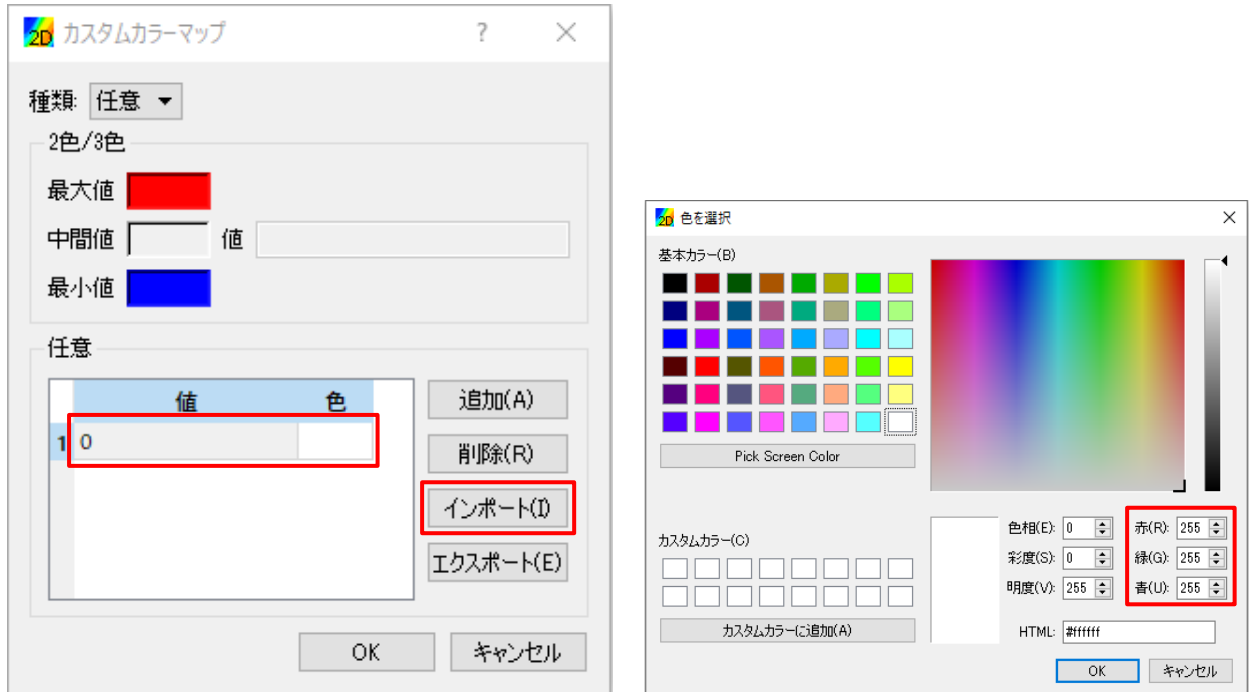 2D カスタムカラーマップ ?
種類: 任意
2色/3色
最大値
中間値 値
最小値
任意
値 色
1 0
追加(A)
削除(R)
インポート(I)
エクスポート(E)
OK キャンセル
2D 色を選択
基本カラー(B)
Pick Screen Color
カスタムカラー(C)
カスタムカラーに追加(A)
色相(E): 0 赤(R): 255
彩度(S): 0 緑(G): 255
明度(V): 255 青(U): 255
HTML: #ffffff
OK キャンセル